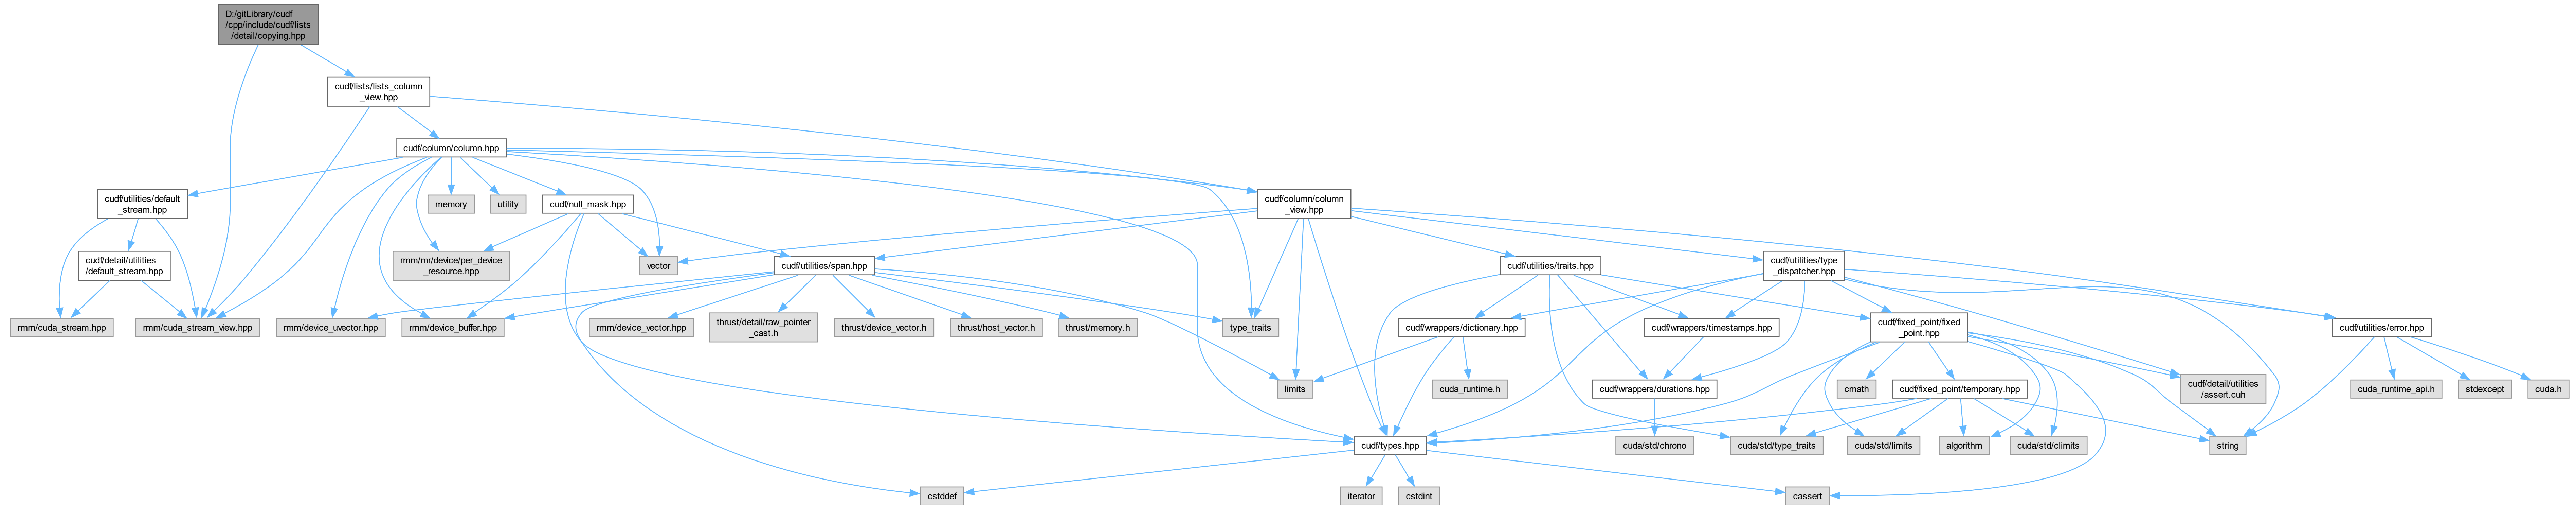 D:/gitLibrary/cudf
/cpp/include/cudf/lists
/detail/copying.hpp
cudf/lists/lists_column
_view.hpp
cudf/column/column.hpp
cudf/utilities/default
_stream.hpp
memory
utility
cudf/null_mask.hpp
cudf/column/column
_view.hpp
cudf/detail/utilities
/default_stream.hpp
rmm/mr/device/per_device
_resource.hpp
vector
cudf/utilities/span.hpp
cudf/utilities/traits.hpp
cudf/utilities/type
_dispatcher.hpp
rmm/cuda_stream.hpp
rmm/cuda_stream_view.hpp
rmm/device_uvector.hpp
rmm/device_buffer.hpp
rmm/device_vector.hpp
thrust/detail/raw_pointer
_cast.h
thrust/device_vector.h
thrust/host_vector.h
thrust/memory.h
type_traits
cudf/wrappers/dictionary.hpp
cudf/wrappers/timestamps.hpp
cudf/fixed_point/fixed
_point.hpp
cudf/utilities/error.hpp
limits
cuda_runtime.h
cudf/wrappers/durations.hpp
cmath
cudf/fixed_point/temporary.hpp
cudf/detail/utilities
/assert.cuh
cuda_runtime_api.h
stdexcept
cuda.h
cudf/types.hpp
cuda/std/chrono
cuda/std/type_traits
cuda/std/limits
algorithm
cuda/std/climits
string
cstddef
iterator
cstdint
cassert